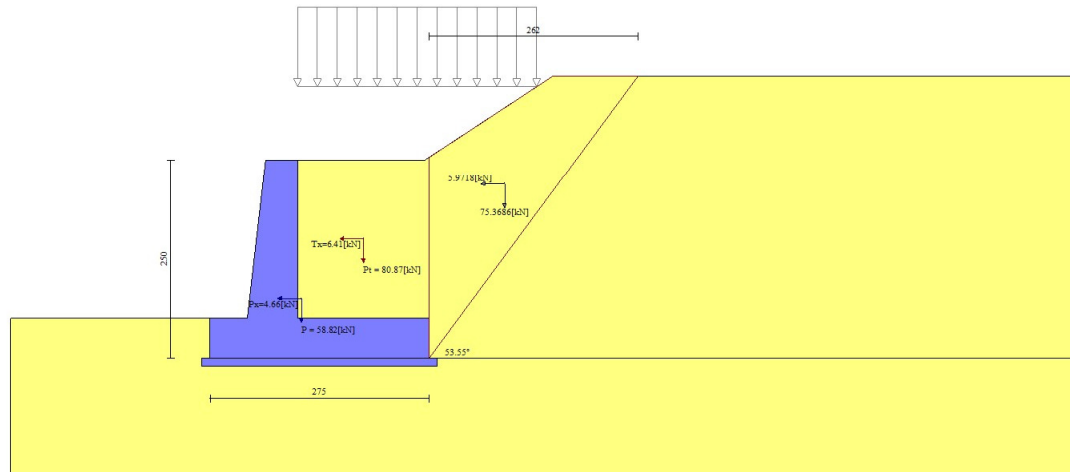 262
5.9718[kN]
75.3686[kN]
250
Tx=6.41[kN]
Pt = 80.87[kN]
Px=4.66[kN]
P = 58.82[kN]
53.55°
275